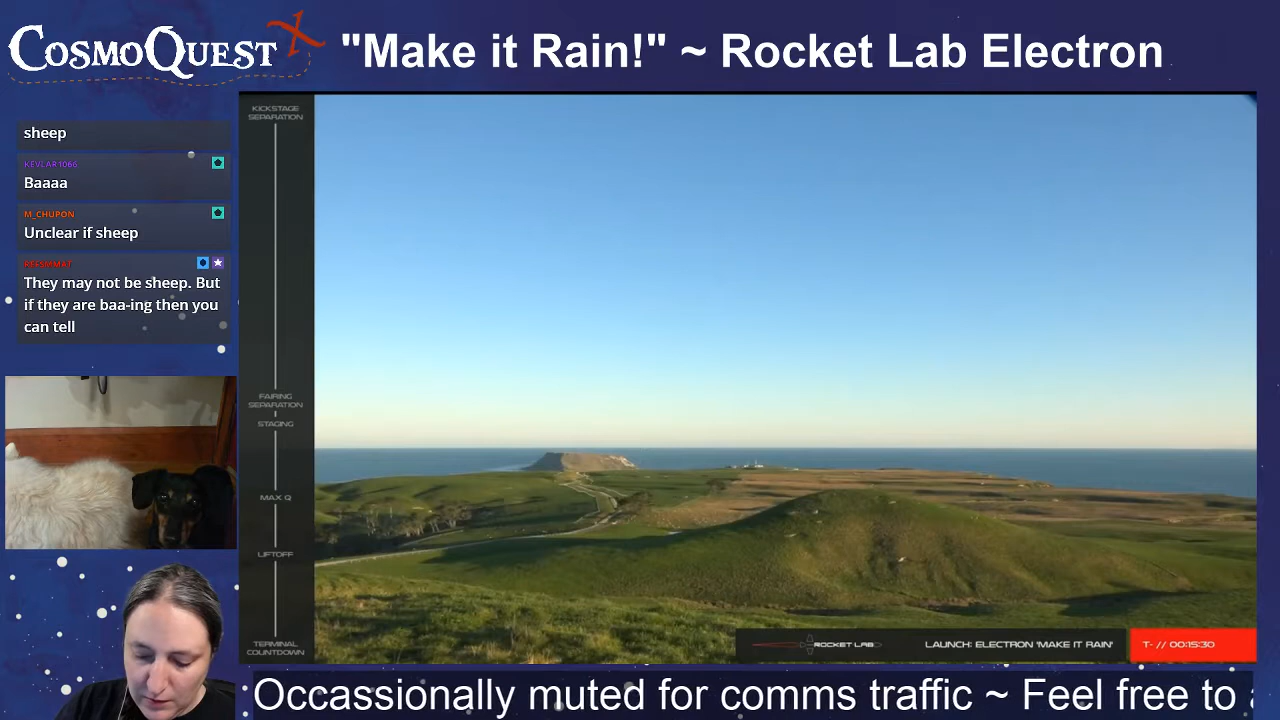 CosmoQuest X
"Make it Rain!" ~ Rocket Lab Electron
sheep
KEVLAR1066
Baaaa
M_CHUPON
Unclear if sheep
REFSMMAT
They may not be sheep. But
if they are baa-ing then you
can tell
KICKSTAGE
SEPARATION
FAIRING
SEPARATION
STAGING
MAX Q
LIFTOFF
TERMINAL
COUNTDOWN
ROCKET LAB
LAUNCH: ELECTRON 'MAKE IT RAIN'
T- // 00:15:30
Occassionally muted for comms traffic ~ Feel free to